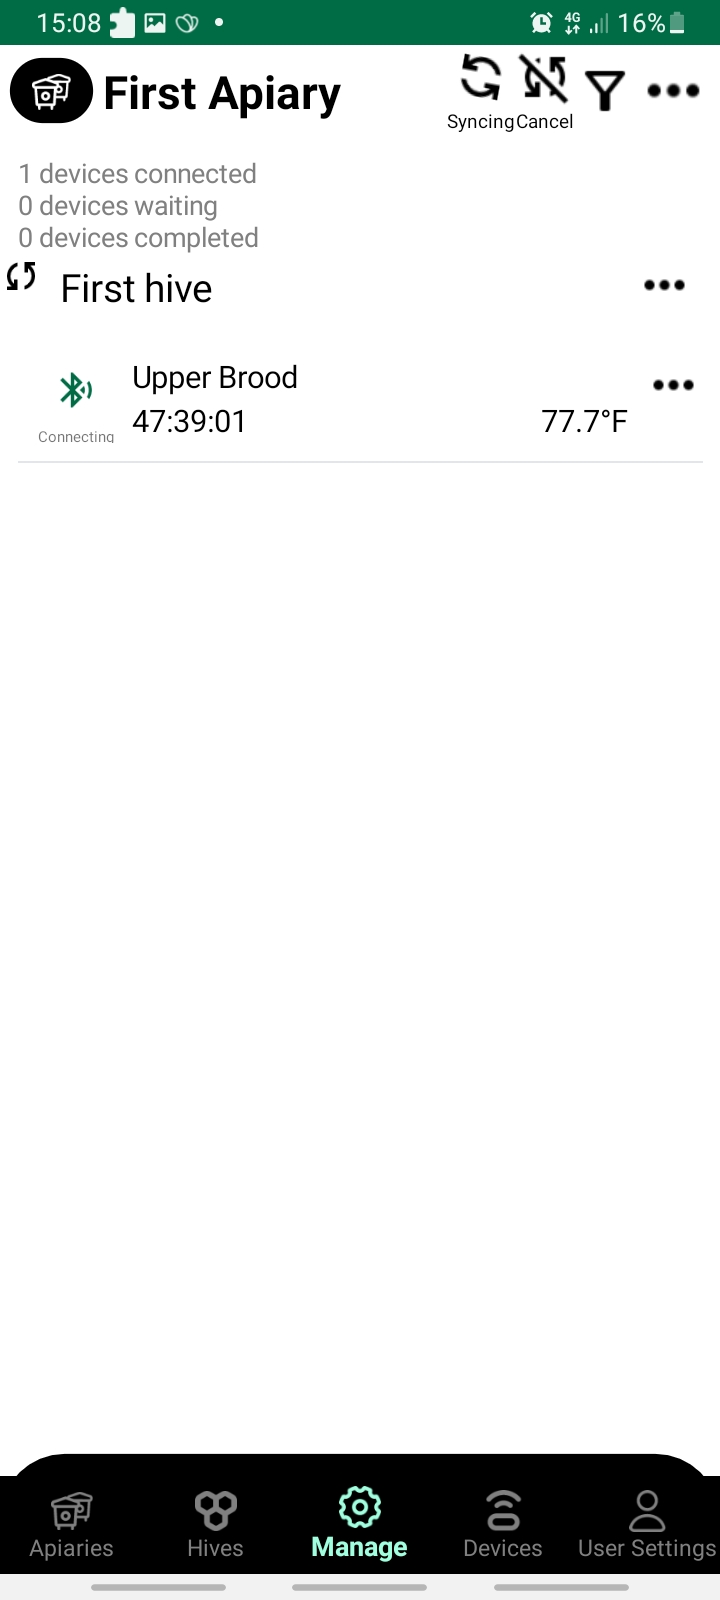 15:08
4G
16%
First Apiary
Syncing Cancel
1 devices connected
0 devices waiting
0 devices completed
First hive
Upper Brood
Connecting
47:39:01
77.7°F
Apiaries
Hives
Manage
Devices
User Settings